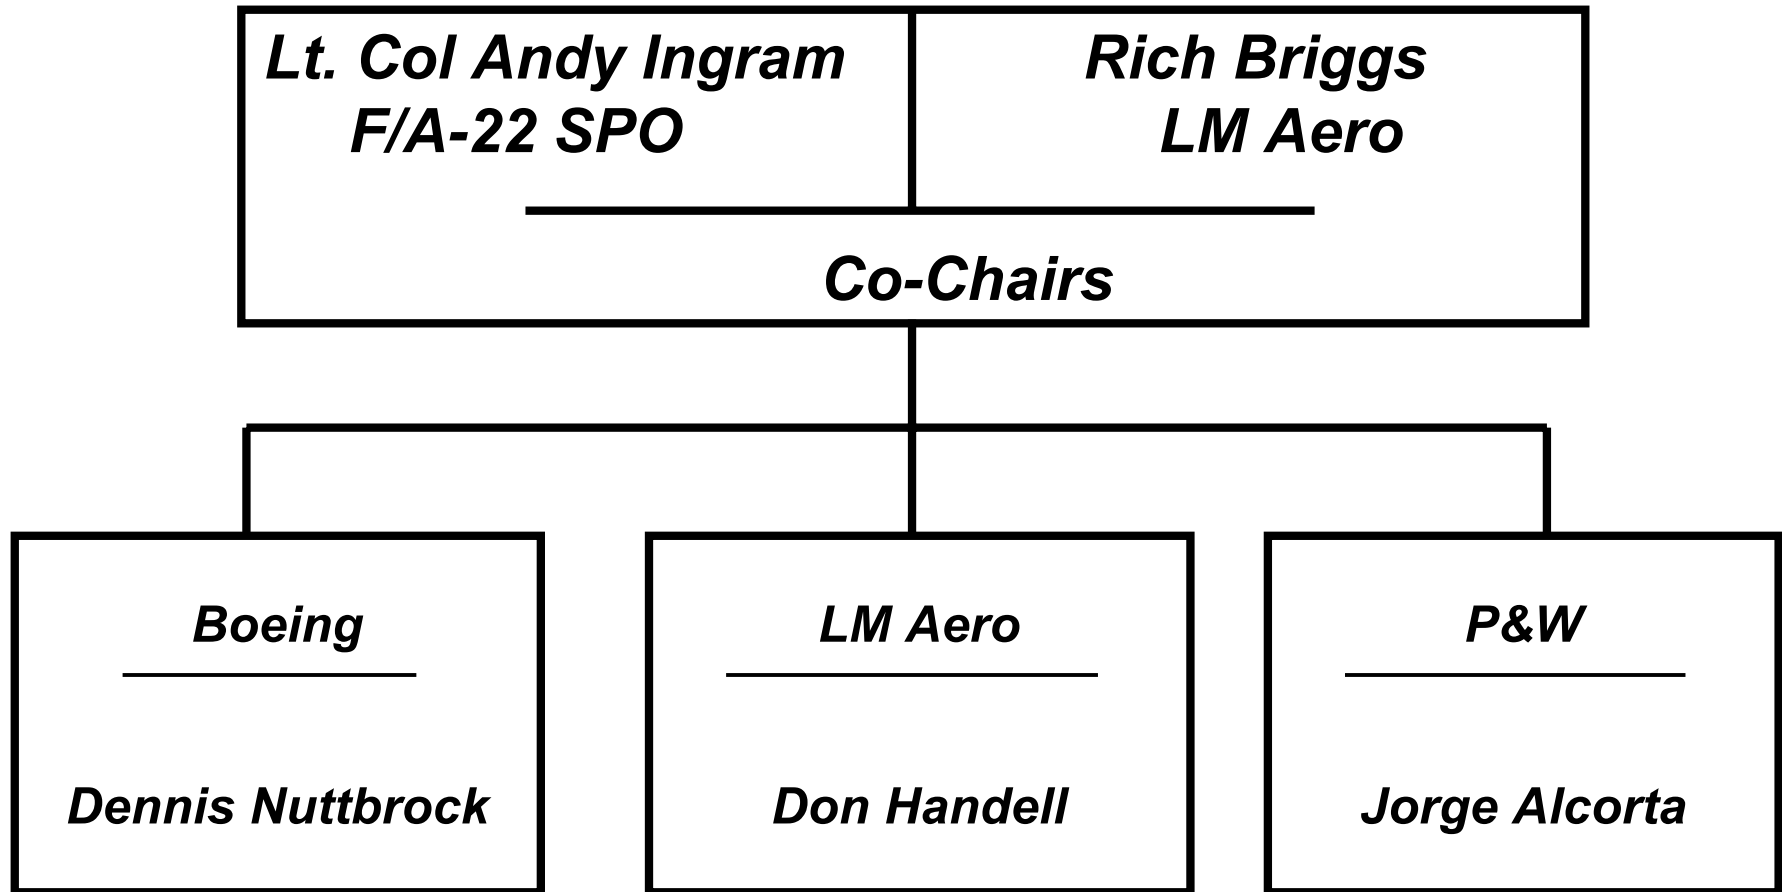 Lt. Col Andy Ingram
F/A-22 SPO
Rich Briggs
LM Aero
Co-Chairs
Boeing
Dennis Nuttbrock
LM Aero
Don Handell
P&W
Jorge Alcorta